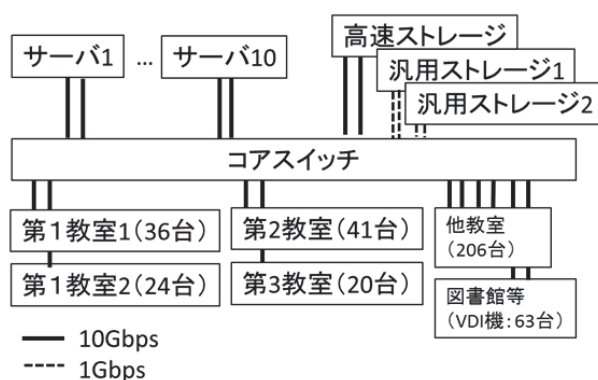 サーバ1 … サーバ10
高速ストレージ
汎用ストレージ1
汎用ストレージ2
コアスイッチ
第1教室1(36台)
第1教室2(24台)
第2教室(41台)
第3教室(20台)
他教室
(206台)
図書館等
(VDI機:63台)
10Gbps
1Gbps